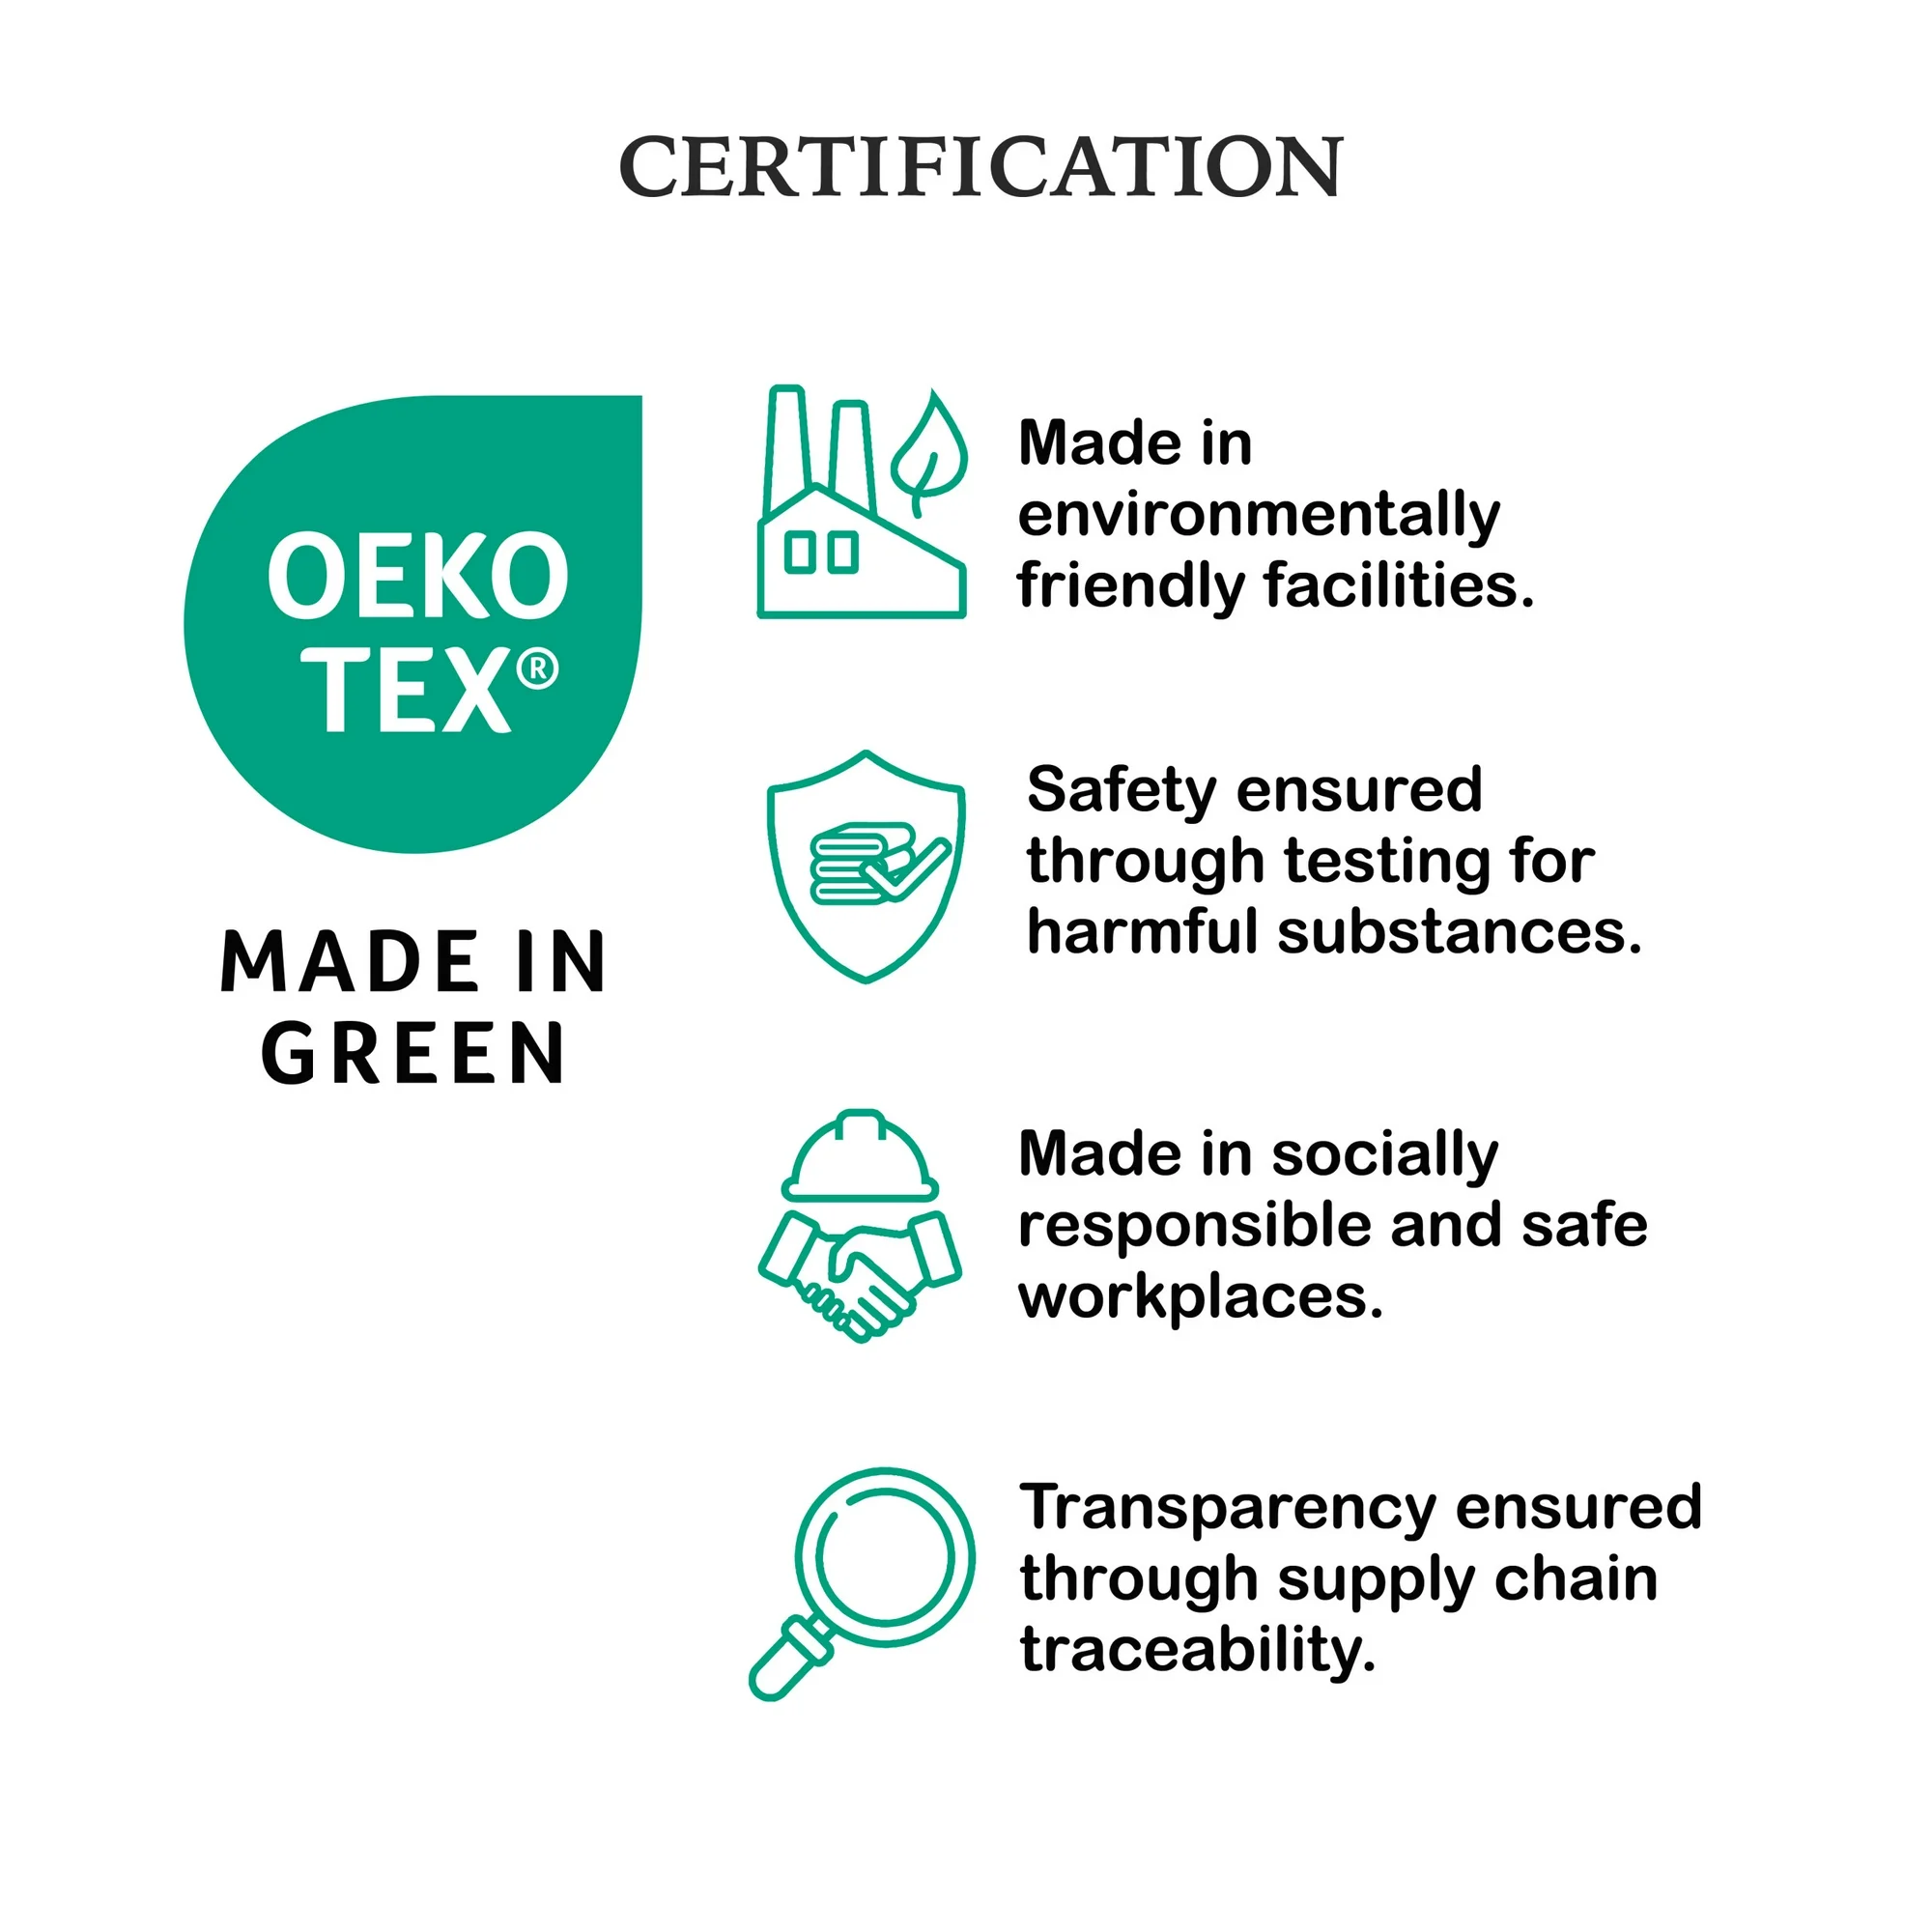 CERTIFICATION
OEKO
TEX®
MADE IN
GREEN
Made in
environmentally
friendly facilities.
Safety ensured
through testing for
harmful substances.
Made in socially
responsible and safe
workplaces.
Transparency ensured
through supply chain
traceability.